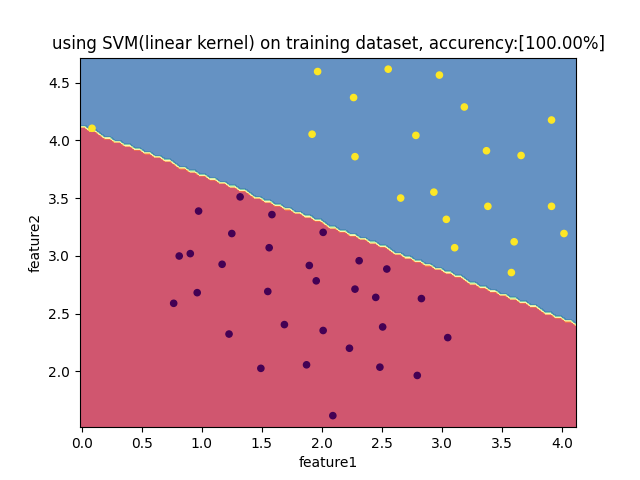 using SVM(linear kernel) on training dataset, accurency:[100.00%]
4.5
4.0
3.5
3.0
2.5
2.0
feature2
0.0 0.5 1.0 1.5 2.0 2.5 3.0 3.5 4.0
feature1